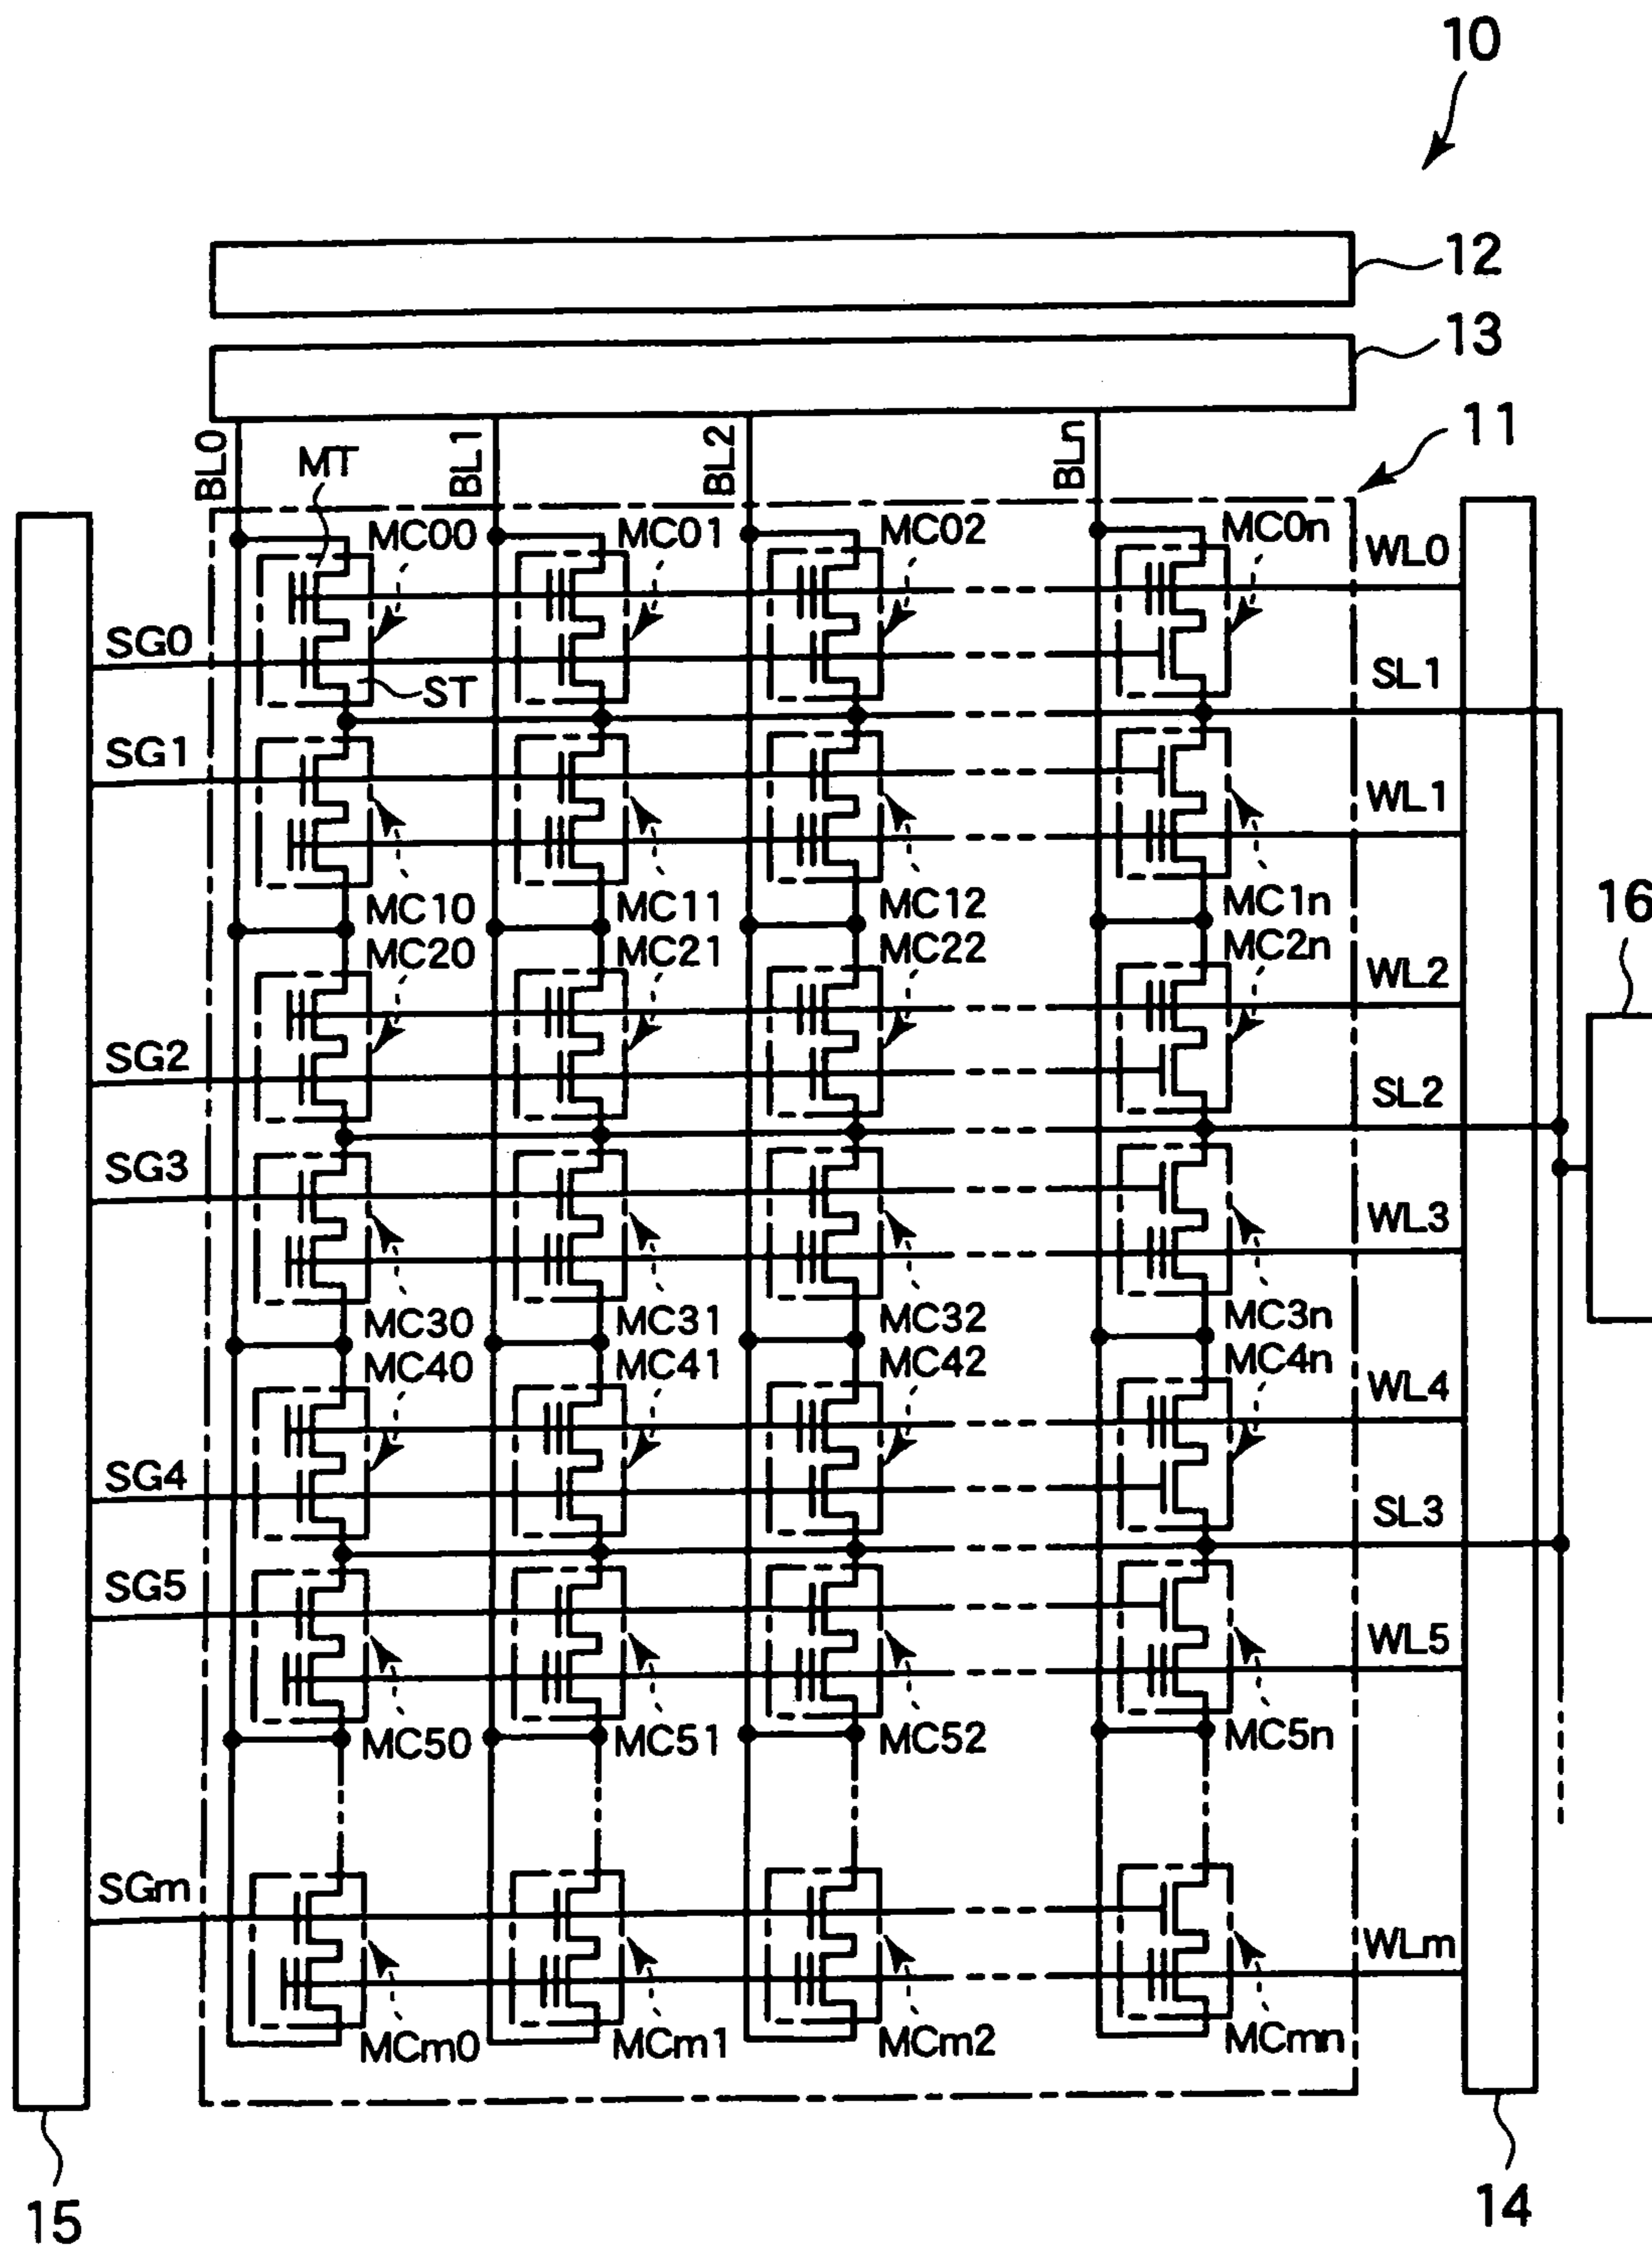 10
12
13
11
BL0
MT
BL1
BL2
BLn
MC00
MC01
MC02
MC0n
WL0
SG0
ST
SL1
SG1
WL1
MC10
MC11
MC12
MC1n
16
MC20
MC21
MC22
MC2n
WL2
SG2
SL2
SG3
WL3
MC30
MC31
MC32
MC3n
MC40
MC41
MC42
MC4n
WL4
SG4
SL3
SG5
WL5
MC50
MC51
MC52
MC5n
SGm
WLm
MCm0
MCm1
MCm2
MCmn
15
14